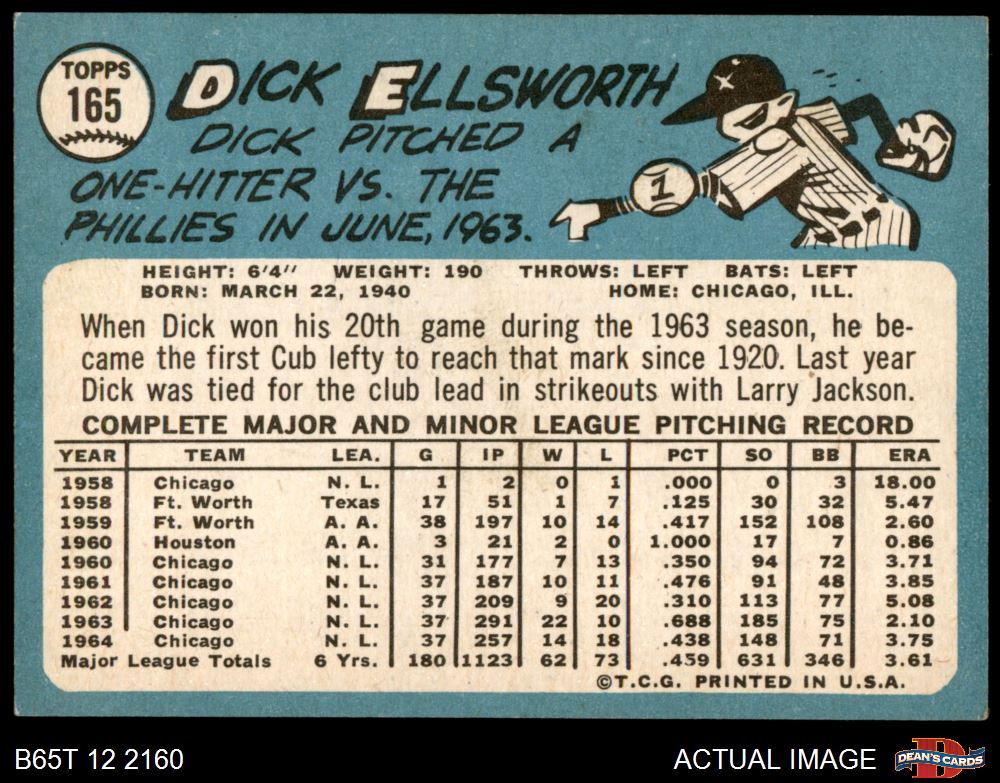 TOPPS
165
DICK ELLSWORTH
DICK PITCHED A
ONE-HITTER VS. THE
PHILLIES IN JUNE, 1963.
1
HEIGHT: 6'4" WEIGHT: 190 THROWS: LEFT BATS: LEFT
BORN: MARCH 22, 1940 HOME: CHICAGO, ILL.
When Dick won his 20th game during the 1963 season, he be-
came the first Cub lefty to reach that mark since 1920. Last year
Dick was tied for the club lead in strikeouts with Larry Jackson.
COMPLETE MAJOR AND MINOR LEAGUE PITCHING RECORD
YEAR TEAM LEA. G IP W L PCT SO BB ERA
1958 Chicago N. L. 1 2 0 1 .000 0 3 18.00
1958 Ft. Worth Texas 17 51 1 7 .125 30 32 5.47
1959 Ft. Worth A. A. 38 197 10 14 .417 152 108 2.60
1960 Houston A. A. 3 21 2 0 1.000 17 7 0.86
1960 Chicago N. L. 31 177 7 13 .350 94 72 3.71
1961 Chicago N. L. 37 187 10 11 .476 91 48 3.85
1962 Chicago N. L. 37 209 9 20 .310 113 77 5.08
1963 Chicago N. L. 37 291 22 10 .688 185 75 2.10
1964 Chicago N. L. 37 257 14 18 .438 148 71 3.75
Major League Totals 6 Yrs. 180 1123 62 73 .459 631 346 3.61
©T.C.G. PRINTED IN U.S.A.
B65T 12 2160 ACTUAL IMAGE
D
DEAN'S CARDS
ERA